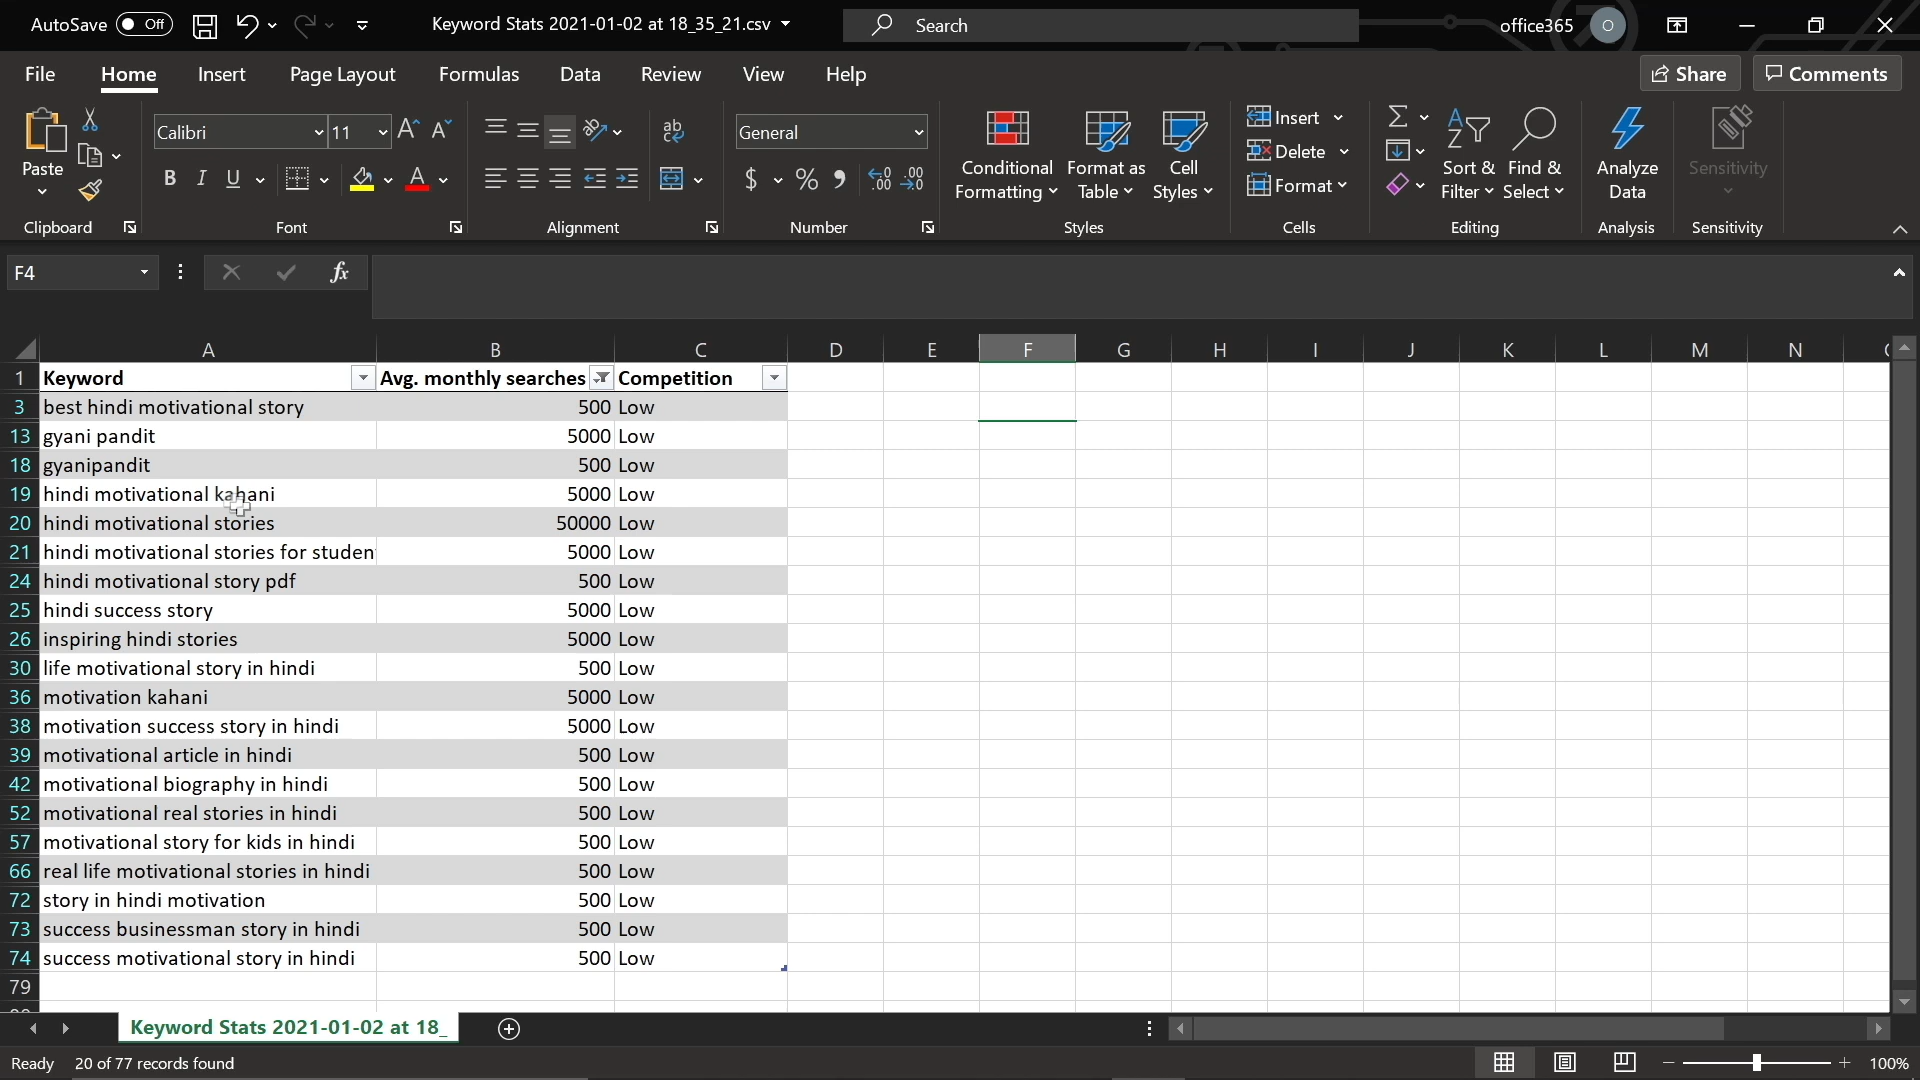 AutoSave Off Keyword Stats 2021-01-02 at 18_35_21.csv Search office365 O
File Home Insert Page Layout Formulas Data Review View Help Share Comments
Paste Calibri 11 General Conditional Formatting Format as Table Cell Styles Insert Delete Format Sort & Filter Find & Select Analyze Data Sensitivity
Clipboard Font Alignment Number Styles Cells Editing Analysis Sensitivity
F4 fx
A B C D E F G H I J K L M N
1 Keyword Avg. monthly searches Competition
3 best hindi motivational story 500 Low
13 gyani pandit 5000 Low
18 gyanipandit 500 Low
19 hindi motivational kahani 5000 Low
20 hindi motivational stories 50000 Low
21 hindi motivational stories for studen 5000 Low
24 hindi motivational story pdf 500 Low
25 hindi success story 5000 Low
26 inspiring hindi stories 5000 Low
30 life motivational story in hindi 500 Low
36 motivation kahani 5000 Low
38 motivation success story in hindi 5000 Low
39 motivational article in hindi 500 Low
42 motivational biography in hindi 500 Low
52 motivational real stories in hindi 500 Low
57 motivational story for kids in hindi 500 Low
66 real life motivational stories in hindi 500 Low
72 story in hindi motivation 500 Low
73 success businessman story in hindi 500 Low
74 success motivational story in hindi 500 Low
79
Keyword Stats 2021-01-02 at 18_
Ready 20 of 77 records found 100%